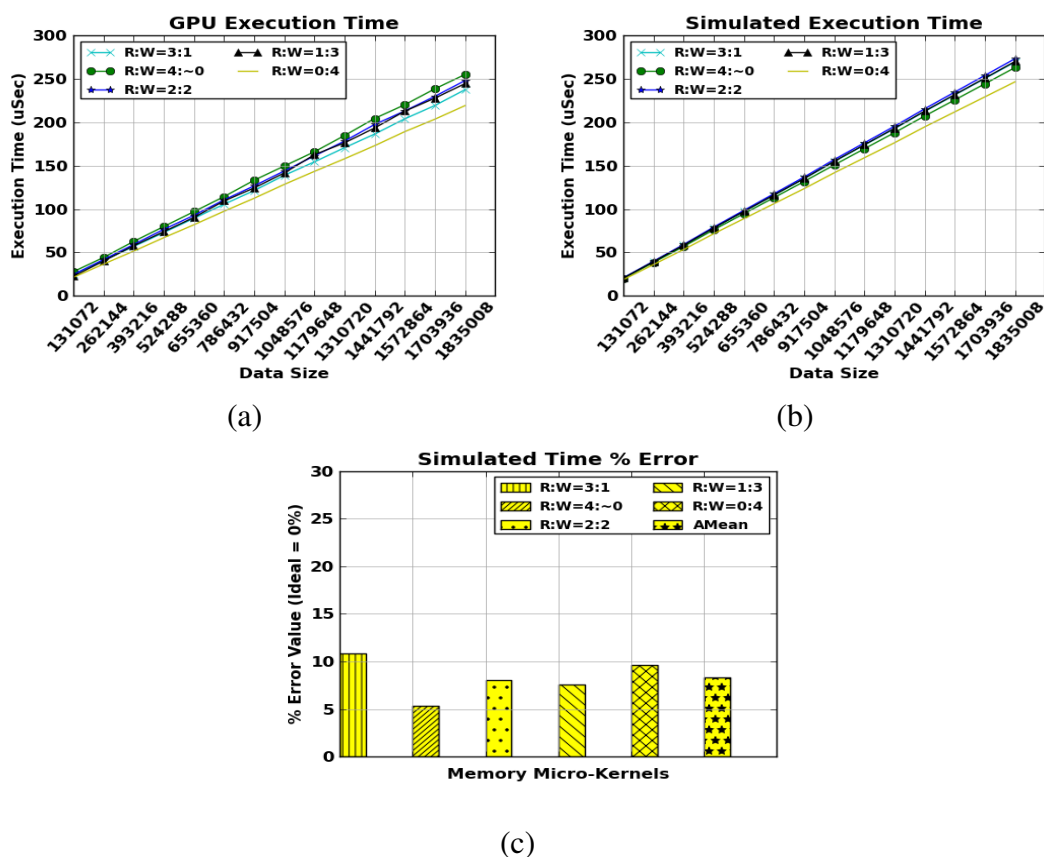 GPU Execution Time
Execution Time (uSec)
300
250
200
150
100
50
0
R:W=3:1
R:W=4:~0
R:W=2:2
R:W=1:3
R:W=0:4
131072
262144
393216
524288
655360
786432
917504
1048576
1179648
1310720
1441792
1572864
1703936
1835008
Data Size
(a)
Simulated Execution Time
Execution Time (uSec)
300
250
200
150
100
50
0
R:W=3:1
R:W=4:~0
R:W=2:2
R:W=1:3
R:W=0:4
131072
262144
393216
524288
655360
786432
917504
1048576
1179648
1310720
1441792
1572864
1703936
1835008
Data Size
(b)
Simulated Time % Error
% Error Value (Ideal = 0%)
30
25
20
15
10
5
0
R:W=3:1
R:W=4:~0
R:W=2:2
R:W=1:3
R:W=0:4
AMean
Memory Micro-Kernels
(c)